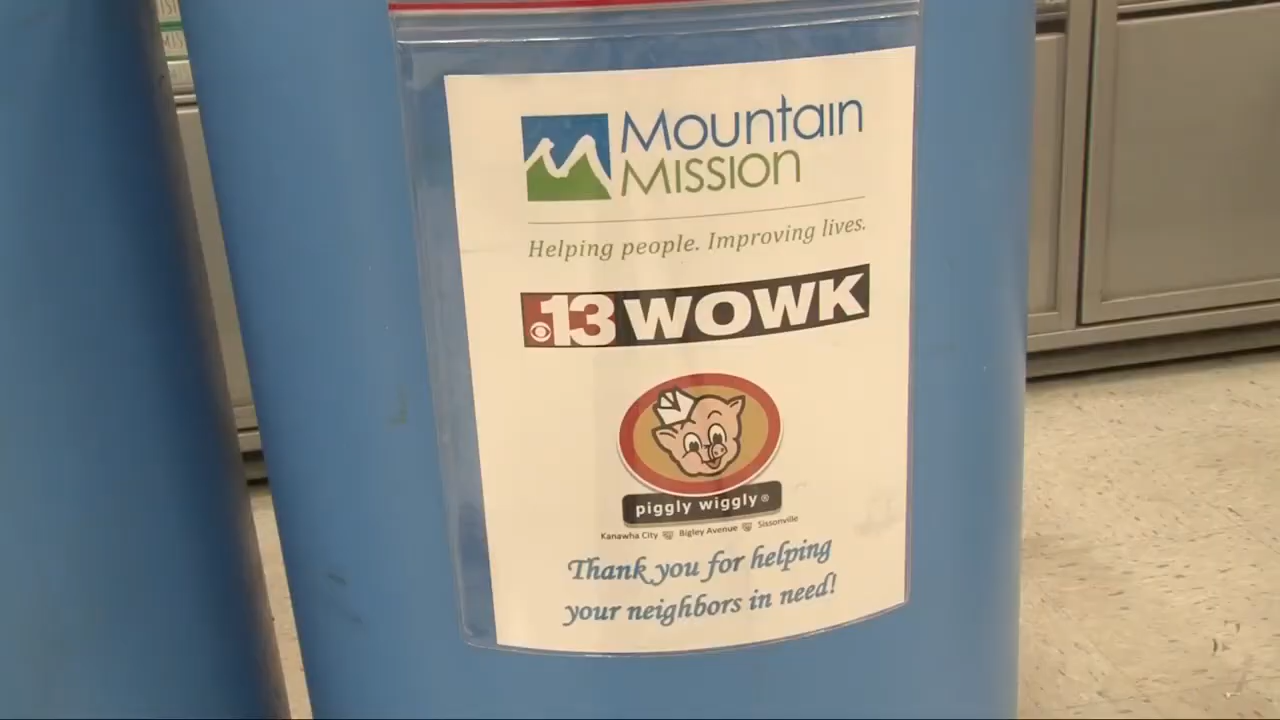 Mountain
Mission
Helping people. Improving lives.
13 WOWK
piggly wiggly®
Kanawha City Bigley Avenue Sissonville
Thank you for helping
your neighbors in need!